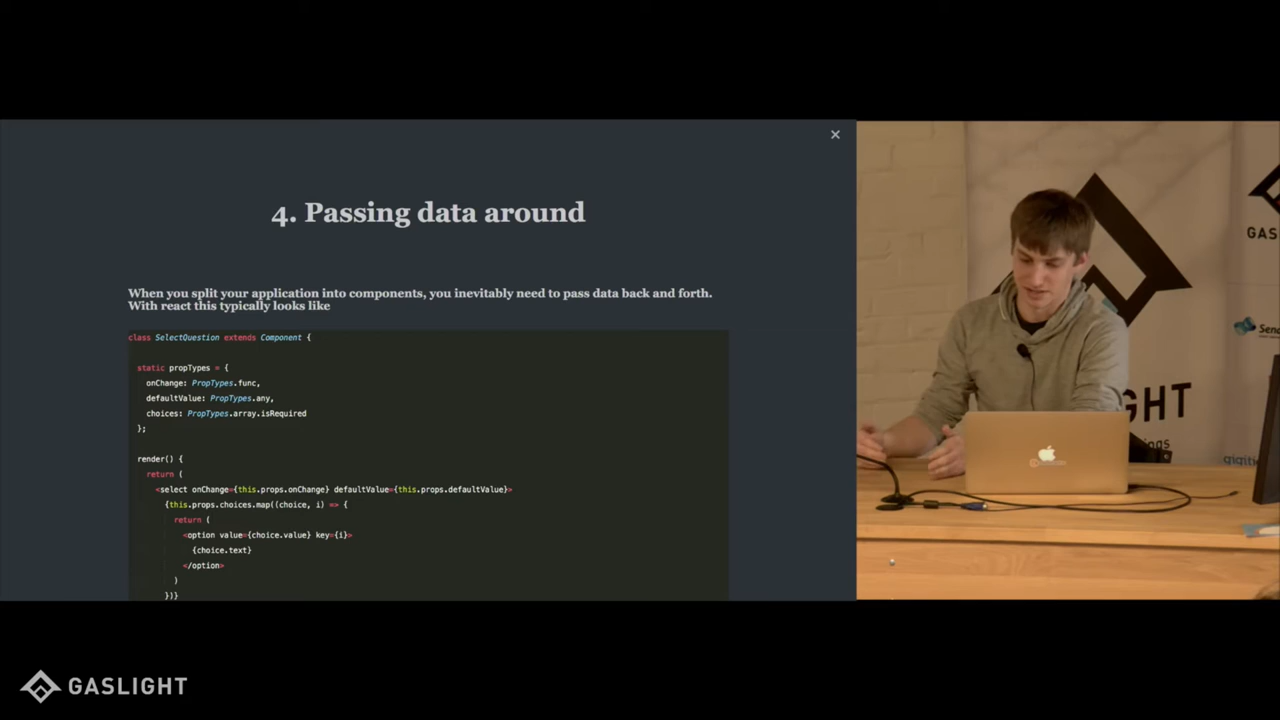 4. Passing data around
When you split your application into components, you inevitably need to pass data back and forth.
With react this typically looks like
class SelectQuestion extends Component {
static propTypes = {
onChange: PropTypes.func,
defaultValue: PropTypes.any,
choices: PropTypes.array.isRequired
};
render() {
return (
<select onChange={this.props.onChange} defaultValue={this.props.defaultValue}>
{this.props.choices.map((choice, i) => {
return (
<option value={choice.value} key={i}>
{choice.text}
</option>
)
})}
GAS
Send
GHT
GASLIGHT